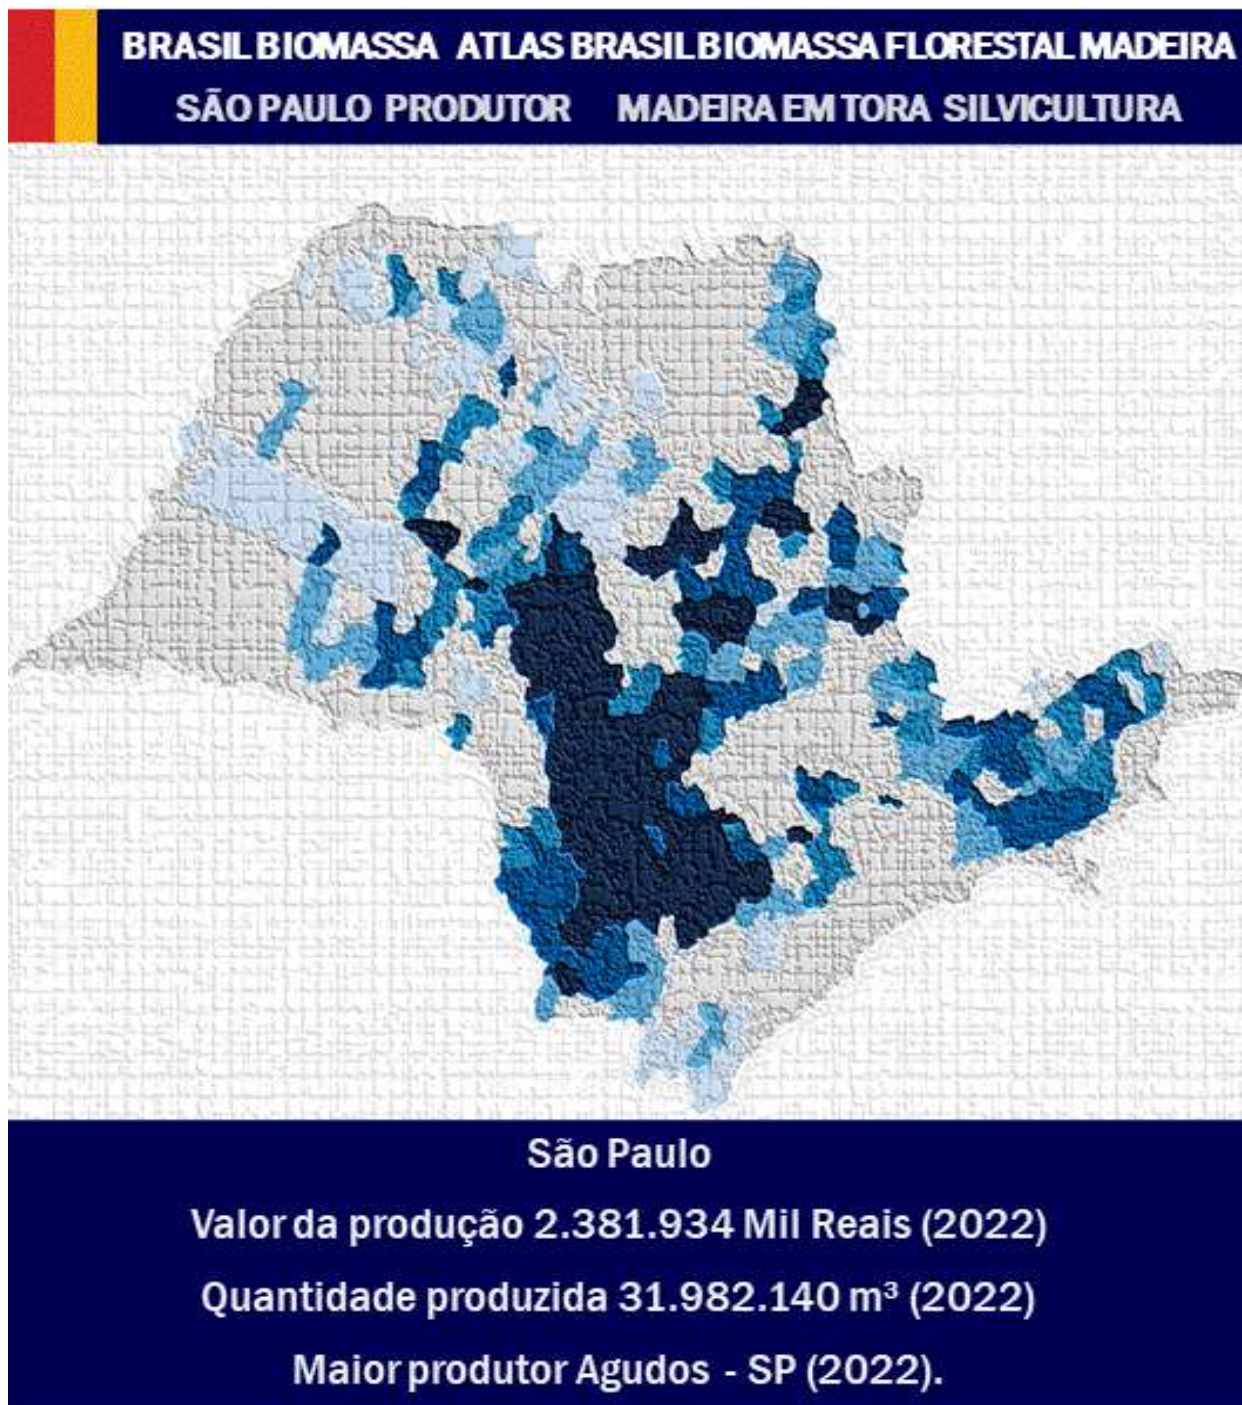 BRASIL BIOMASSA ATLAS BRASIL BIOMASSA FLORESTAL MADEIRA
SÃO PAULO PRODUTOR MADEIRA EM TORA SILVICULTURA
São Paulo
Valor da produção 2.381.934 Mil Reais (2022)
Quantidade produzida 31.982.140 m³ (2022)
Maior produtor Agudos - SP (2022).